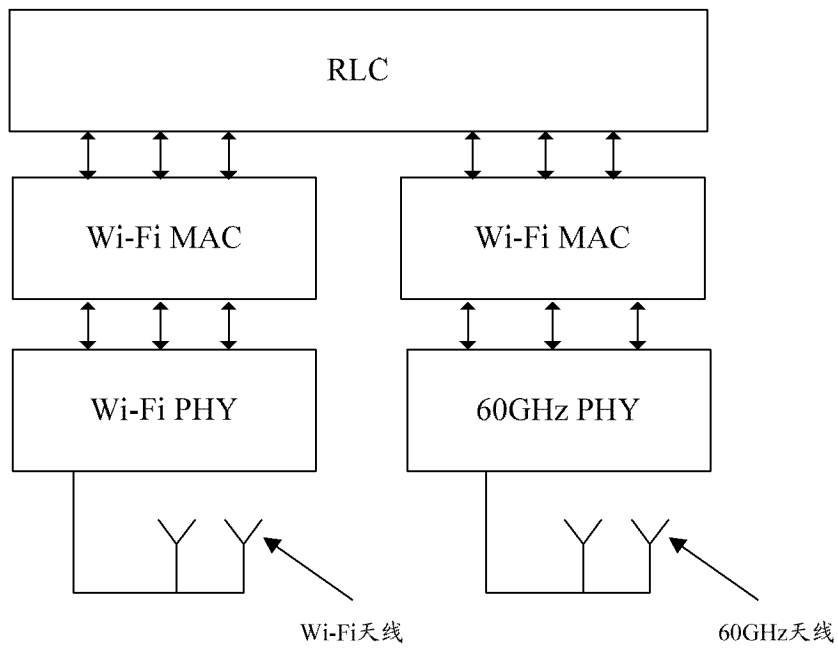 RLC
Wi-Fi MAC
Wi-Fi MAC
Wi-Fi PHY
60GHz PHY
Wi-Fi天线
60GHz天线